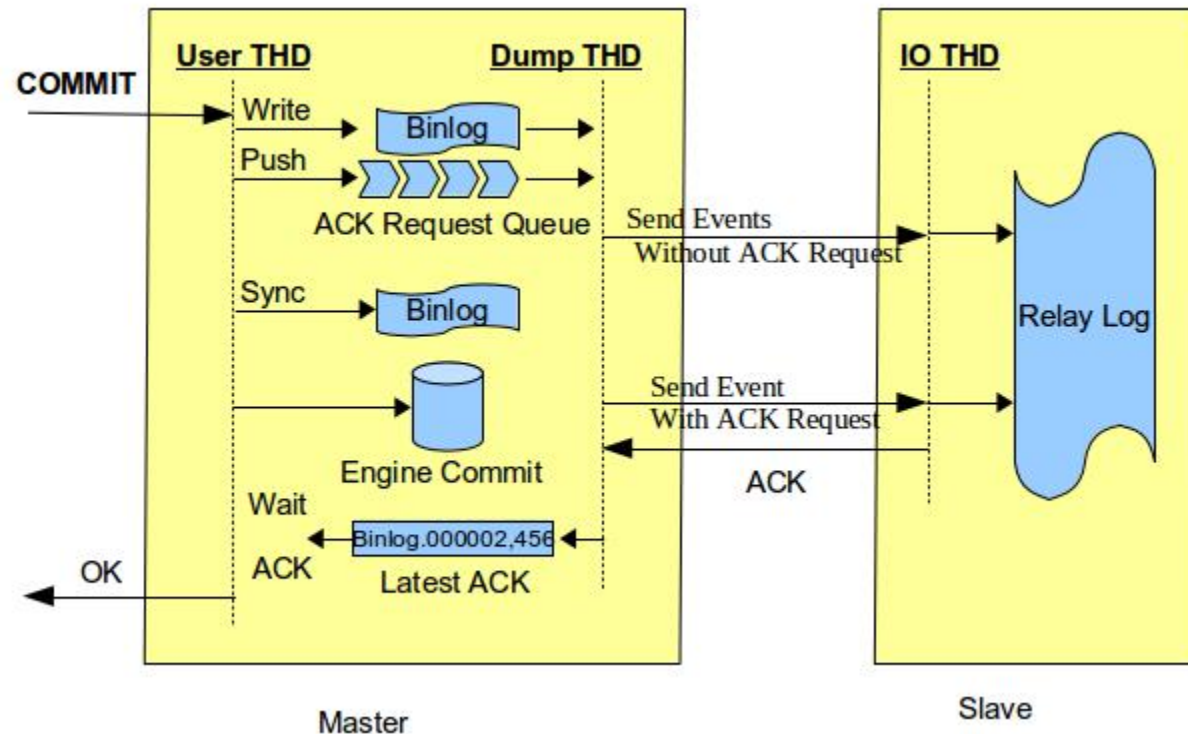 User THD
Dump THD
IO THD
COMMIT
Write
Binlog
Push
ACK Request Queue
Send Events
Without ACK Request
Sync
Binlog
Relay Log
Send Event
With ACK Request
Engine Commit
ACK
Wait
ACK
Binlog.000002,456
Latest ACK
OK
Master
Slave